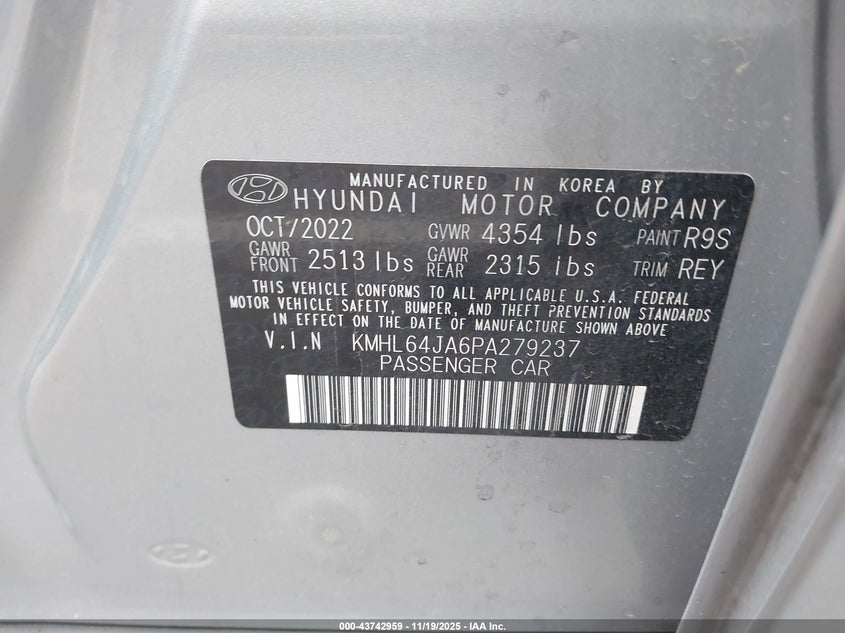 MANUFACTURED IN KOREA BY
HYUNDAI MOTOR COMPANY
OCT/2022 GVWR 4354 lbs PAINT R9S
GAWR FRONT 2513 lbs GAWR REAR 2315 lbs TRIM REY
THIS VEHICLE CONFORMS TO ALL APPLICABLE U.S.A. FEDERAL
MOTOR VEHICLE SAFETY, BUMPER, AND THEFT PREVENTION STANDARDS
IN EFFECT ON THE DATE OF MANUFACTURE SHOWN ABOVE
V.I.N KMHL64JA6PA279237
PASSENGER CAR
000-43742959 - 11/19/2025 - IAA Inc.